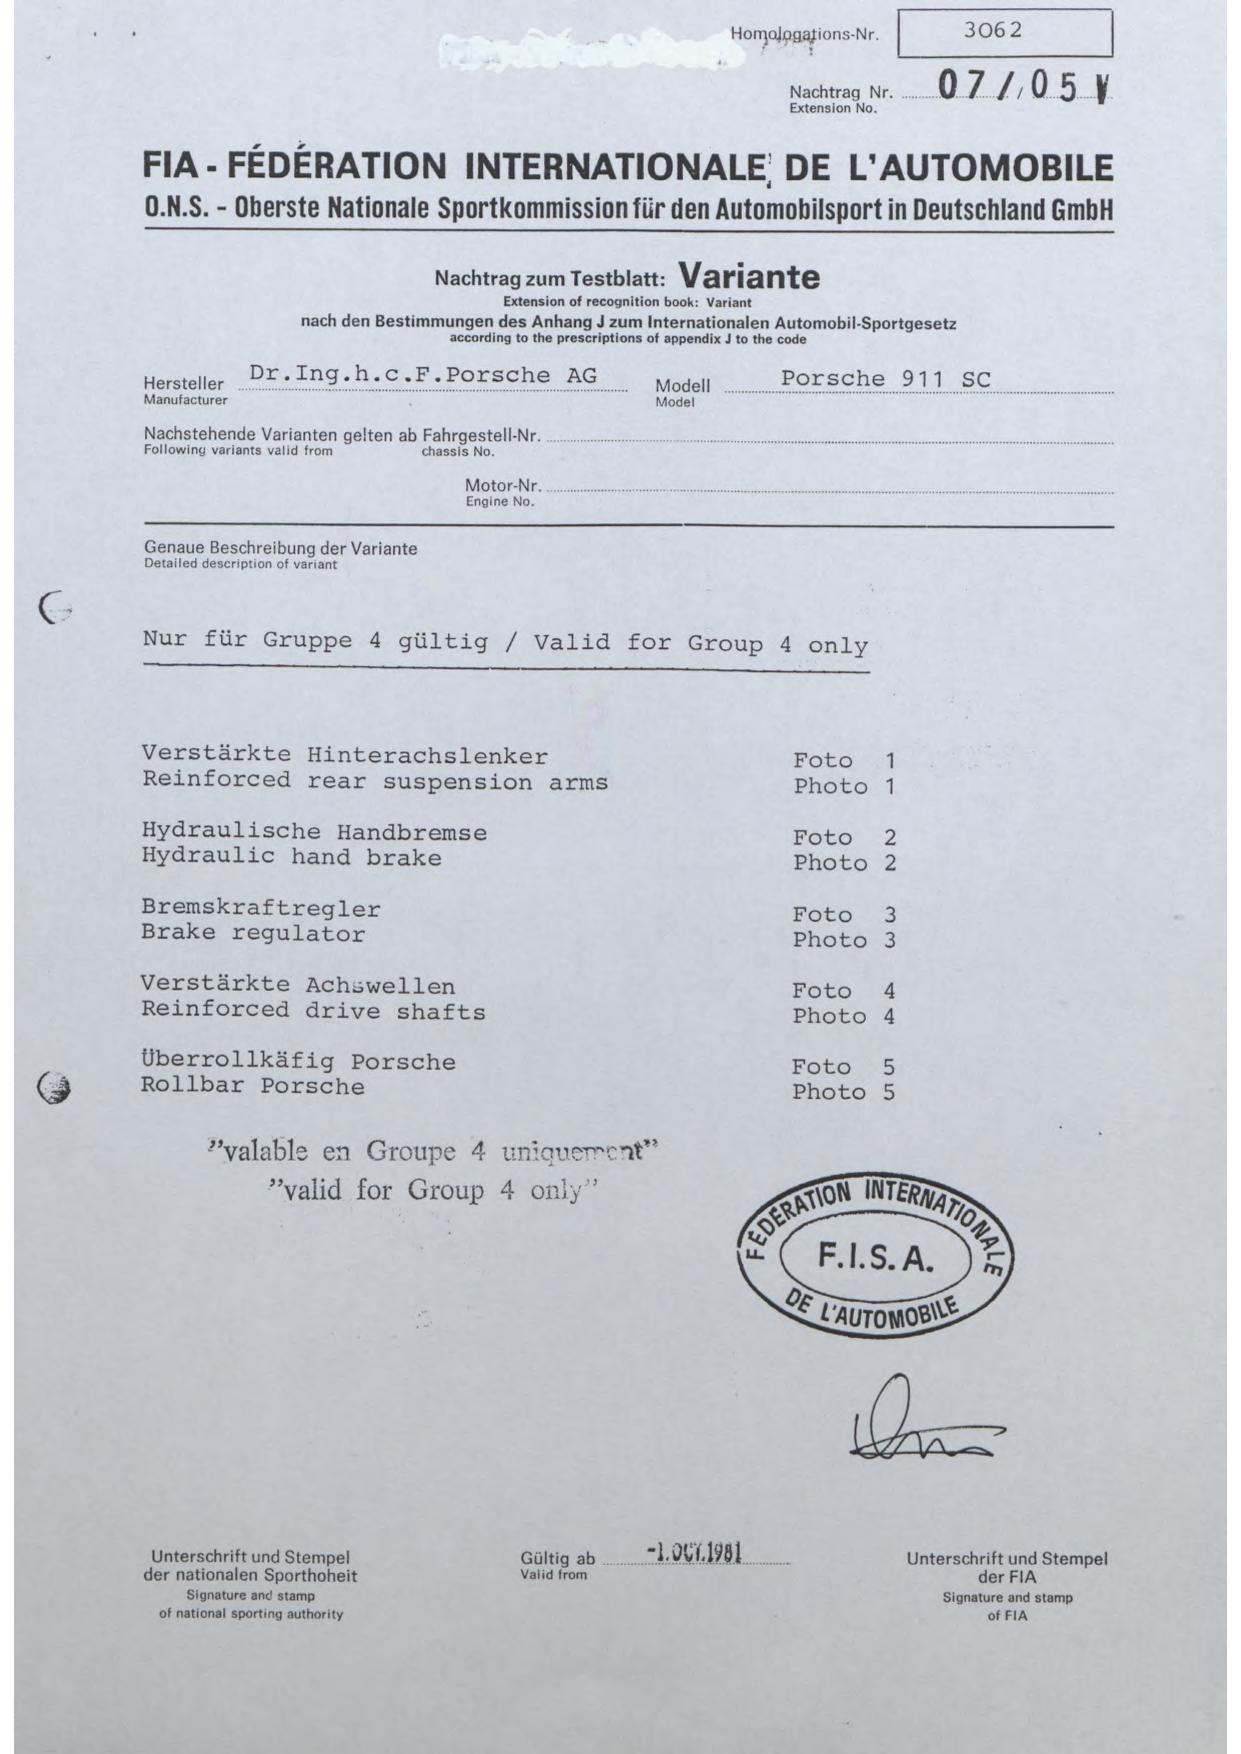 Homologations-Nr. 3062
Nachtrag Nr. 07 / 05 V
Extension No.
FIA - FÉDÉRATION INTERNATIONALE DE L'AUTOMOBILE
O.N.S. - Oberste Nationale Sportkommission für den Automobilsport in Deutschland GmbH
Nachtrag zum Testblatt: Variante
Extension of recognition book: Variant
nach den Bestimmungen des Anhang J zum Internationalen Automobil-Sportgesetz
according to the prescriptions of appendix J to the code
Hersteller Dr.Ing.h.c.F.Porsche AG Modell Porsche 911 SC
Manufacturer Model
Nachstehende Varianten gelten ab Fahrgestell-Nr.
Following variants valid from chassis No.
Motor-Nr.
Engine No.
Genaue Beschreibung der Variante
Detailed description of variant
Nur für Gruppe 4 gültig / Valid for Group 4 only
Verstärkte Hinterachslenker Foto 1
Reinforced rear suspension arms Photo 1
Hydraulische Handbremse Foto 2
Hydraulic hand brake Photo 2
Bremskraftregler Foto 3
Brake regulator Photo 3
Verstärkte Achswellen Foto 4
Reinforced drive shafts Photo 4
Überrollkäfig Porsche Foto 5
Rollbar Porsche Photo 5
"valable en Groupe 4 uniquement"
"valid for Group 4 only"
FÉDÉRATION INTERNATIONALE
F.I.S.A.
DE L'AUTOMOBILE
Unterschrift und Stempel
der nationalen Sporthoheit
Signature and stamp
of national sporting authority
Gültig ab -1.OCT.1981
Valid from
Unterschrift und Stempel
der FIA
Signature and stamp
of FIA